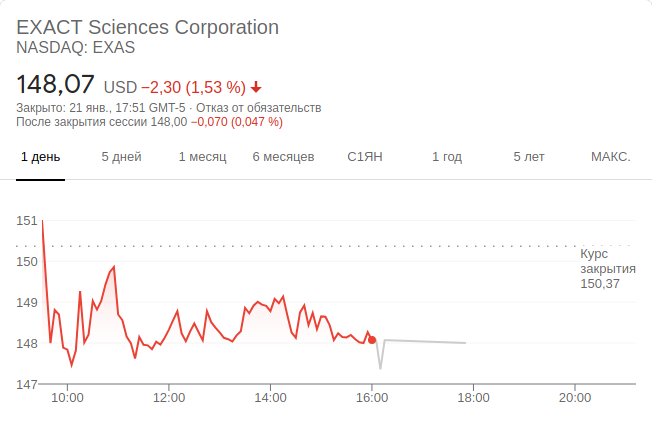 EXACT Sciences Corporation
NASDAQ: EXAS
148,07 USD −2,30 (1,53 %)
Закрыто: 21 янв., 17:51 GMT-5 · Отказ от обязательств
После закрытия сессии 148,00 −0,070 (0,047 %)
1 день 5 дней 1 месяц 6 месяцев С1ЯН 1 год 5 лет МАКС.
151
Курс
закрытия
150,37
150
149
148
147
10:00 12:00 14:00 16:00 18:00 20:00